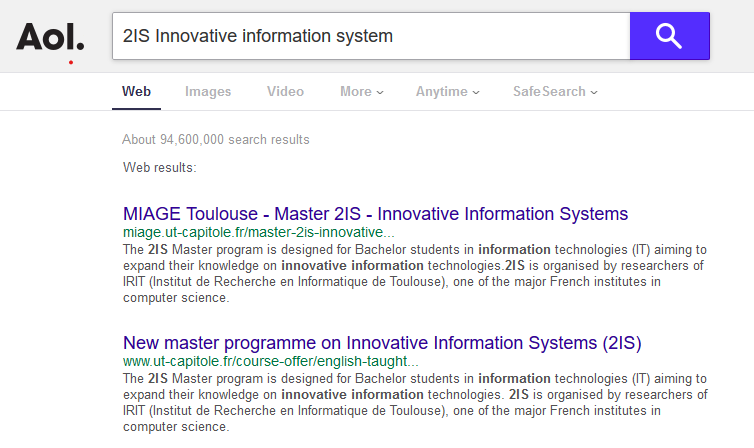 Aol.
2IS Innovative information system
Web Images Video More Anytime SafeSearch
About 94,600,000 search results
Web results:
MIAGE Toulouse - Master 2IS - Innovative Information Systems
miage.ut-capitole.fr/master-2is-innovative...
The 2IS Master program is designed for Bachelor students in information technologies (IT) aiming to
expand their knowledge on innovative information technologies.2IS is organised by researchers of
IRIT (Institut de Recherche en Informatique de Toulouse), one of the major French institutes in
computer science.
New master programme on Innovative Information Systems (2IS)
www.ut-capitole.fr/course-offer/english-taught...
The 2IS Master program is designed for Bachelor students in information technologies (IT) aiming to
expand their knowledge on innovative information technologies. 2IS is organised by researchers of
IRIT (Institut de Recherche en Informatique de Toulouse), one of the major French institutes in
computer science.